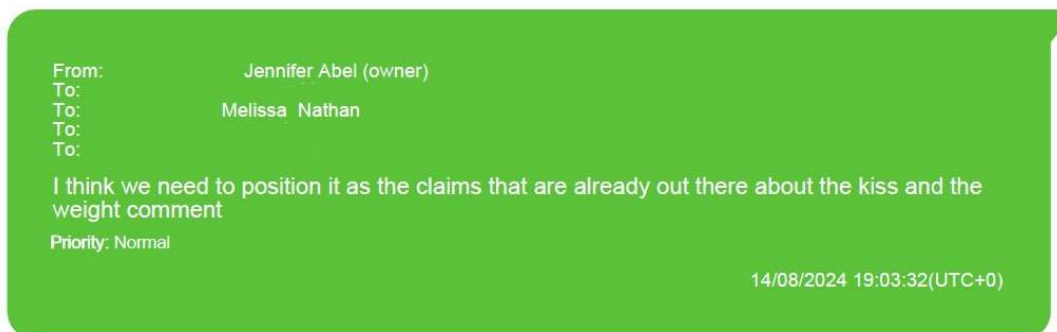 From: Jennifer Abel (owner)
To:
To: Melissa Nathan
To:
To:
I think we need to position it as the claims that are already out there about the kiss and the
weight comment
Priority: Normal
14/08/2024 19:03:32(UTC+0)